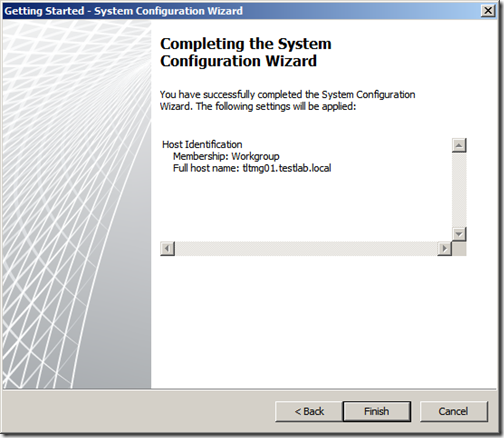 Getting Started - System Configuration Wizard
Completing the System
Configuration Wizard
You have successfully completed the System Configuration
Wizard. The following settings will be applied:
Host Identification
Membership: Workgroup
Full host name: tltmg01.testlab.local
< Back
Finish
Cancel